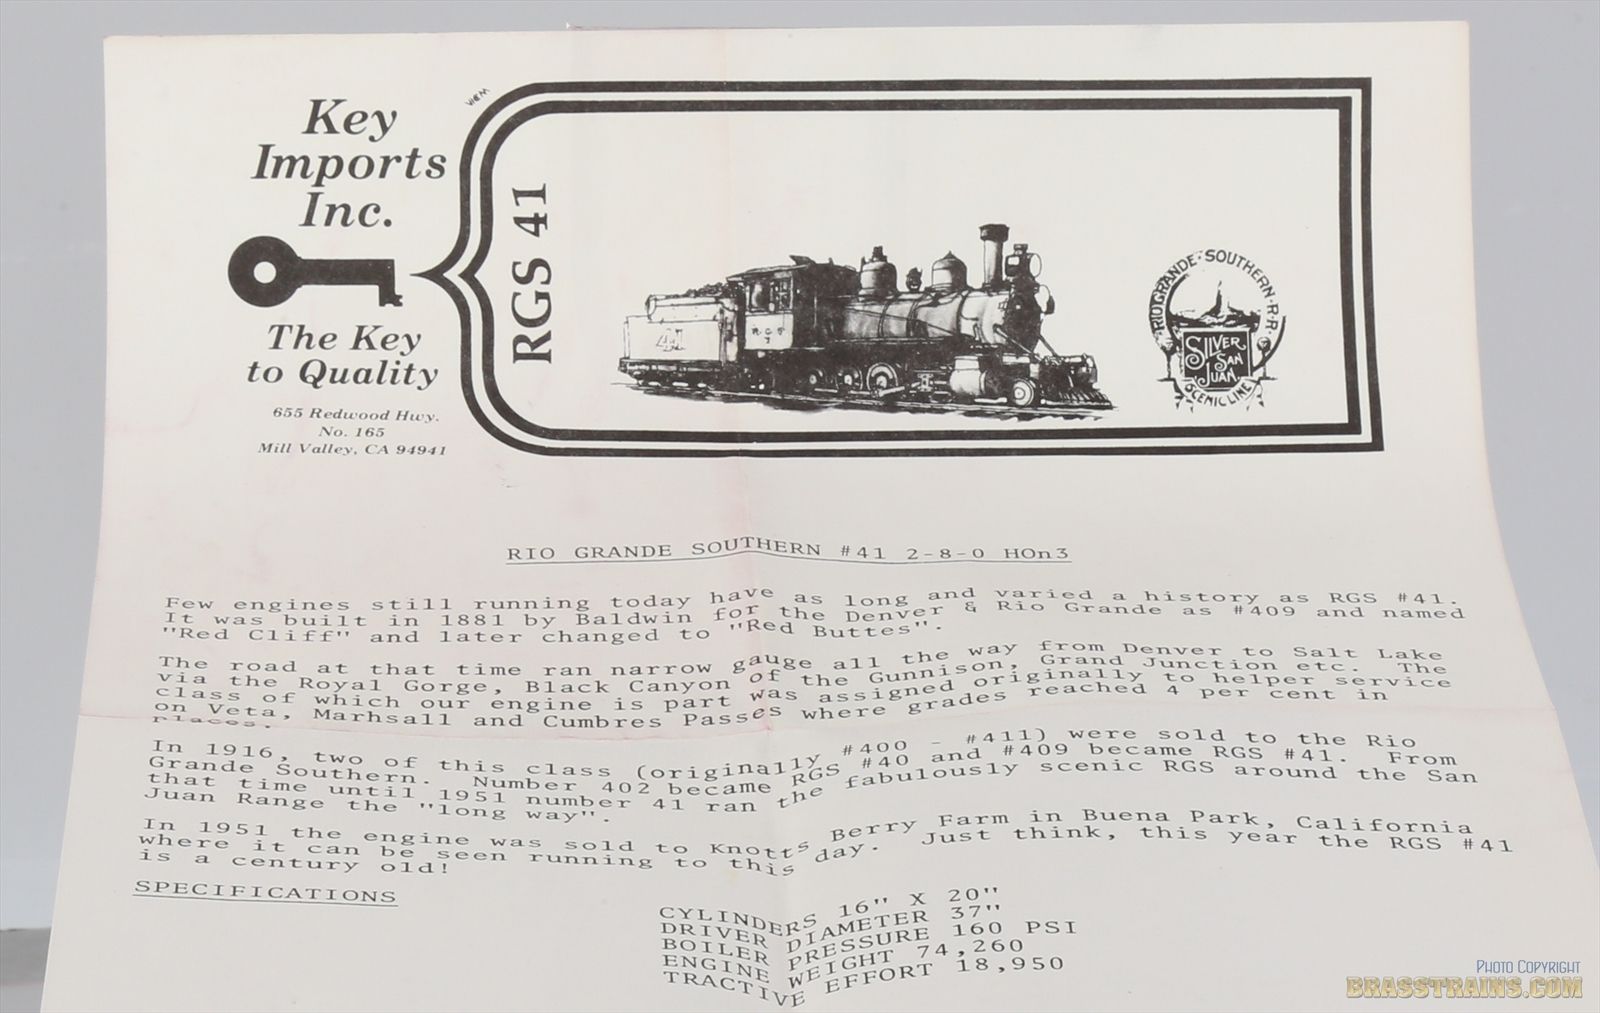 Key
Imports
Inc.
The Key
to Quality
655 Redwood Hwy.
No. 165
Mill Valley, CA 94941
WCM
RGS 41
41
R.G.S
RIO GRANDE SOUTHERN R.R.
SILVER
SAN
JUAN
SCENIC LINE
RIO GRANDE SOUTHERN #41 2-8-0 HOn3
Few engines still running today have as long and varied a history as RGS #41.
It was built in 1881 by Baldwin for the Denver & Rio Grande as #409 and named
"Red Cliff" and later changed to "Red Buttes".
The road at that time ran narrow gauge all the way from Denver to Salt Lake
via the Royal Gorge, Black Canyon of the Gunnison, Grand Junction etc. The
class of which our engine is part was assigned originally to helper service
on Veta, Marhsall and Cumbres Passes where grades reached 4 per cent in
places.
In 1916, two of this class (originally #400 - #411) were sold to the Rio
Grande Southern. Number 402 became RGS #40 and #409 became RGS #41. From
that time until 1951 number 41 ran the fabulously scenic RGS around the San
Juan Range the "long way".
In 1951 the engine was sold to Knotts Berry Farm in Buena Park, California
where it can be seen running to this day. Just think, this year the RGS #41
is a century old!
SPECIFICATIONS
CYLINDERS 16" X 20"
DRIVER DIAMETER 37"
BOILER PRESSURE 160 PSI
ENGINE WEIGHT 74,260
TRACTIVE EFFORT 18,950
PHOTO COPYRIGHT
BRASSTRAINS.COM